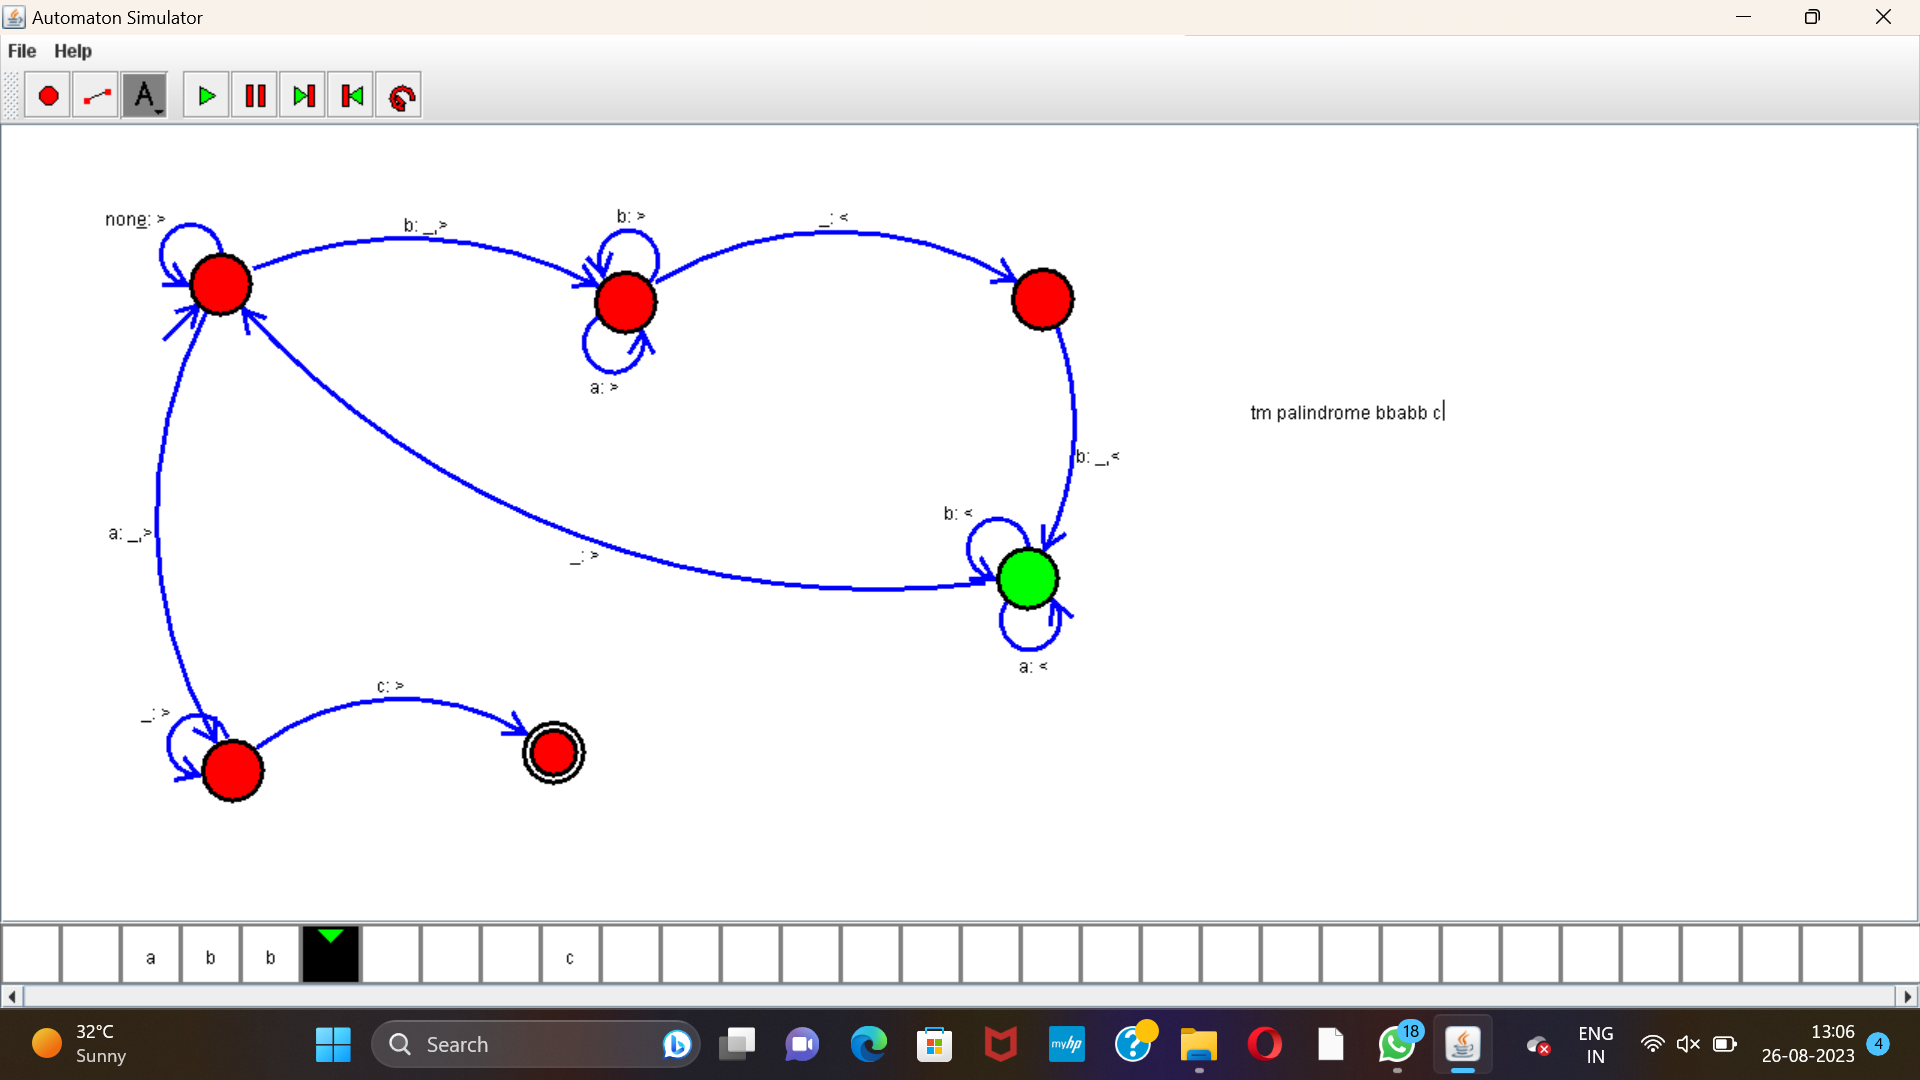 Automaton Simulator
File Help
A
none: >
b: _,>
b: >
_: <
a: >
tm palindrome bbabb c
b: _,<
b: <
a: _,>
_: >
a: <
c: >
_: >
a b b c
32°C
Sunny
Search
myhp
?
18
ENG
IN
13:06
26-08-2023
4